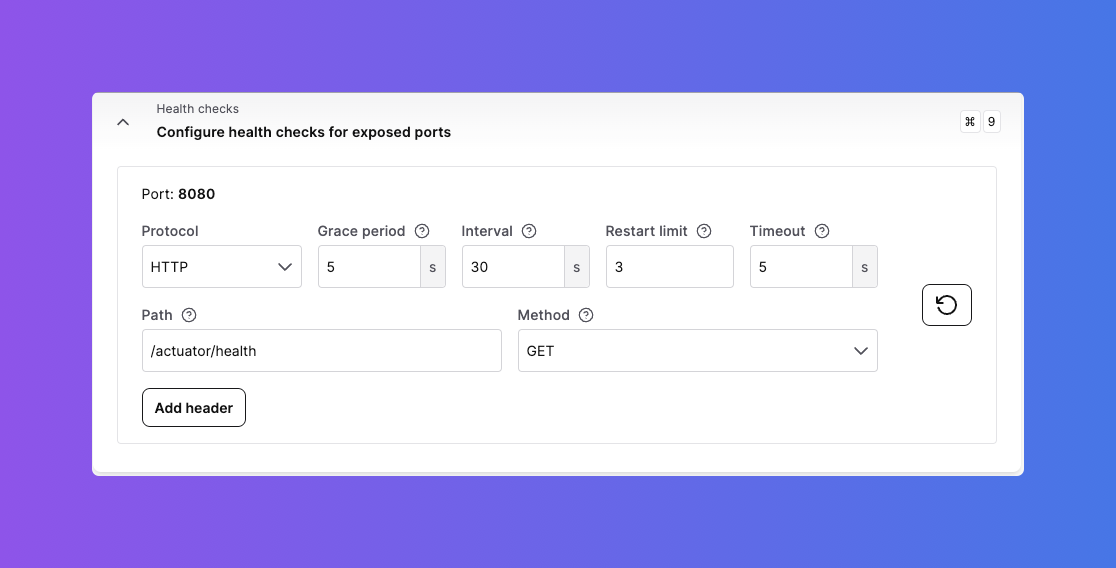 Health checks
Configure health checks for exposed ports
⌘ 9
Port: 8080
Protocol Grace period Interval Restart limit Timeout
HTTP 5 s 30 s 3 5 s
Path Method
/actuator/health GET
Add header